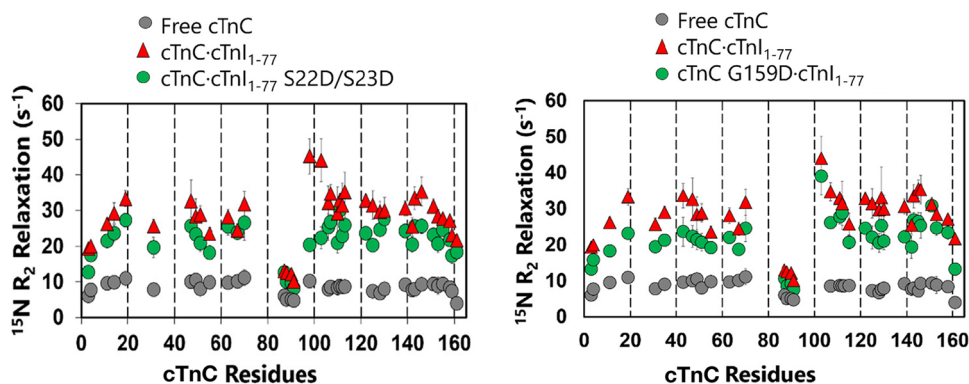 Free cTnC
cTnC·cTnI1-77
cTnC·cTnI1-77 S22D/S23D
15N R2 Relaxation (s-1)
60
50
40
30
20
10
0
0 20 40 60 80 100 120 140 160
cTnC Residues
Free cTnC
cTnC·cTnI1-77
cTnC G159D·cTnI1-77
15N R2 Relaxation (s-1)
60
50
40
30
20
10
0
0 20 40 60 80 100 120 140 160
cTnC Residues